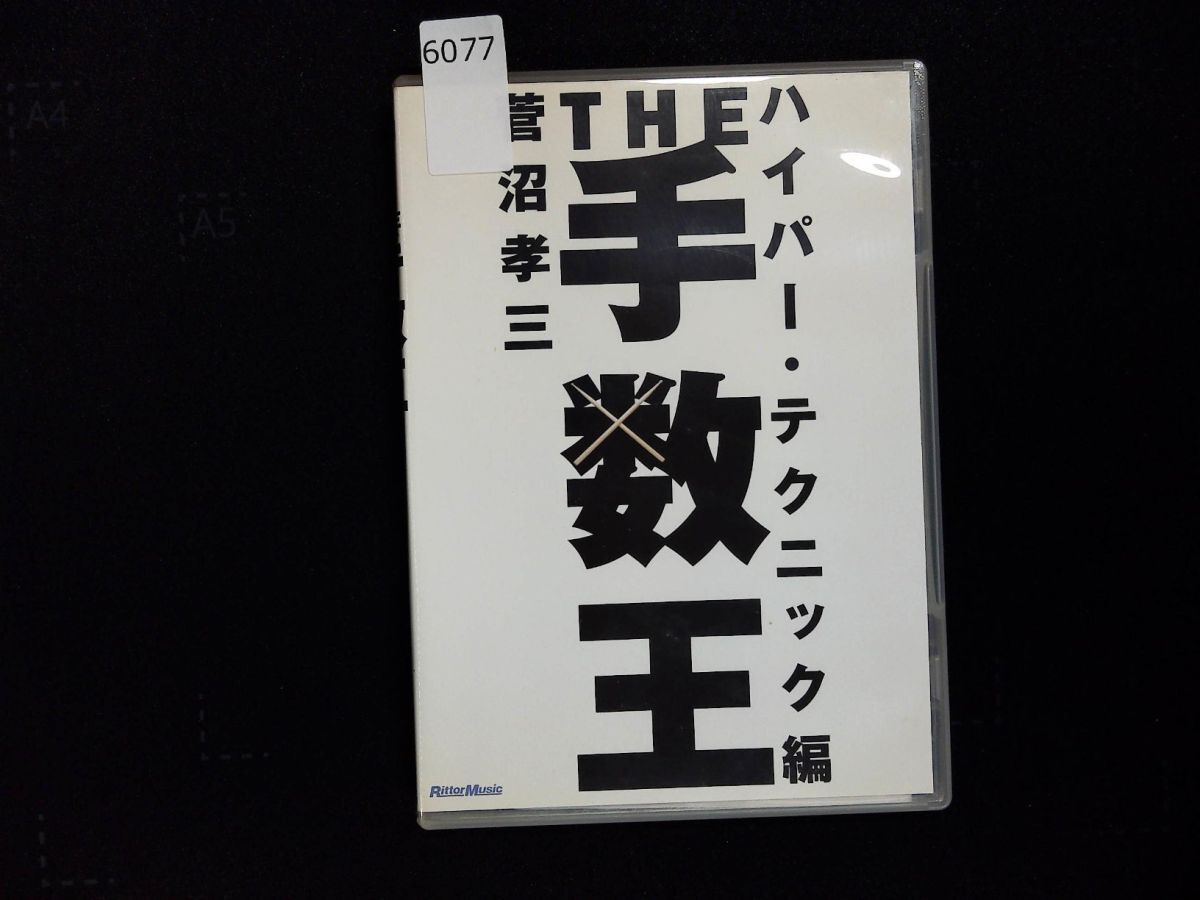 6077
THE
手数王
ハイパー・テクニック編
菅沼孝三
RittorMusic
A4
A5